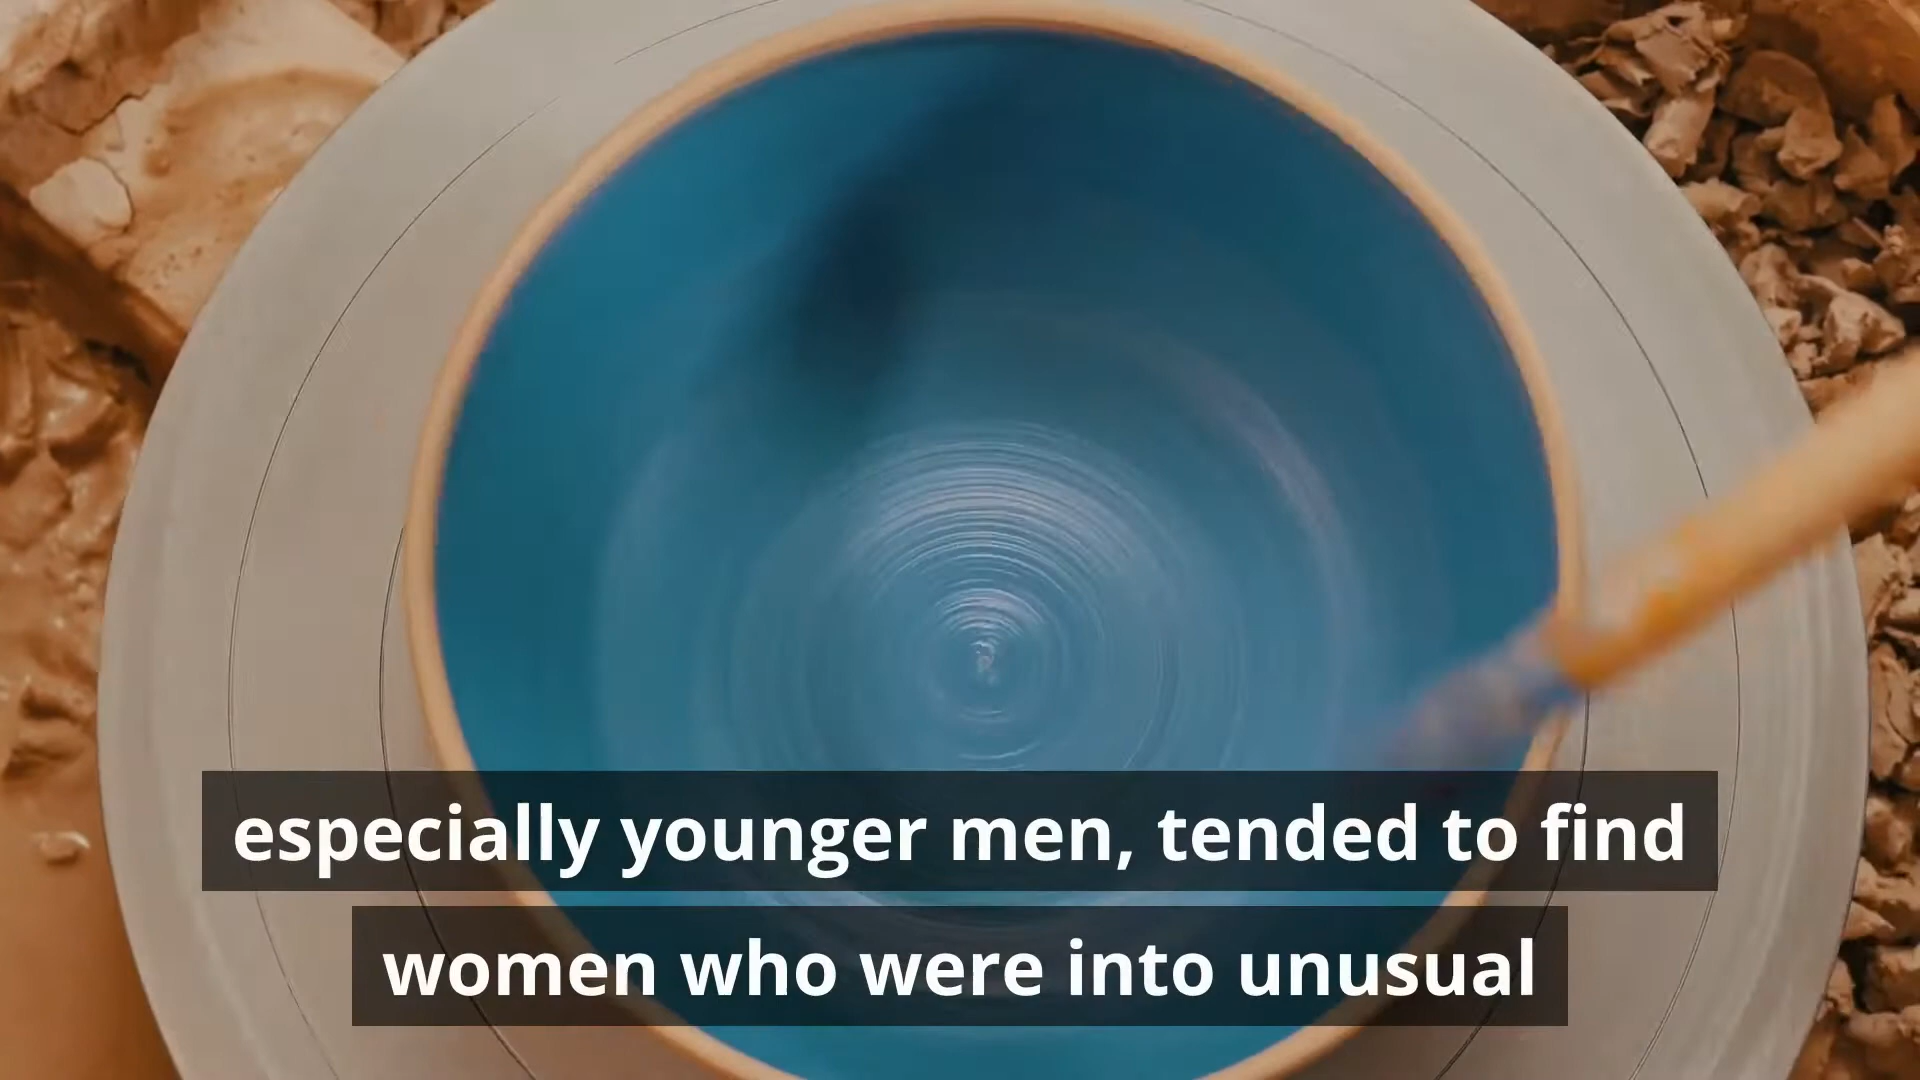 especially younger men, tended to find
women who were into unusual